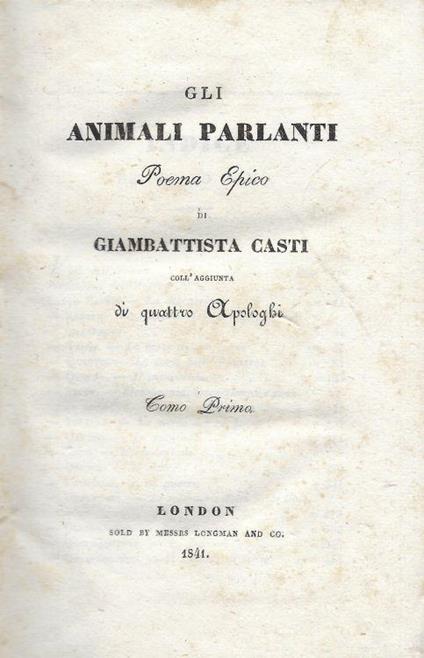 GLI
ANIMALI PARLANTI
Poema Epico
DI
GIAMBATTISTA CASTI
COLL'AGGIUNTA
di quattro Apologhi
Tomo Primo
LONDON
SOLD BY MESSRS LONGMAN AND CO.
1841.